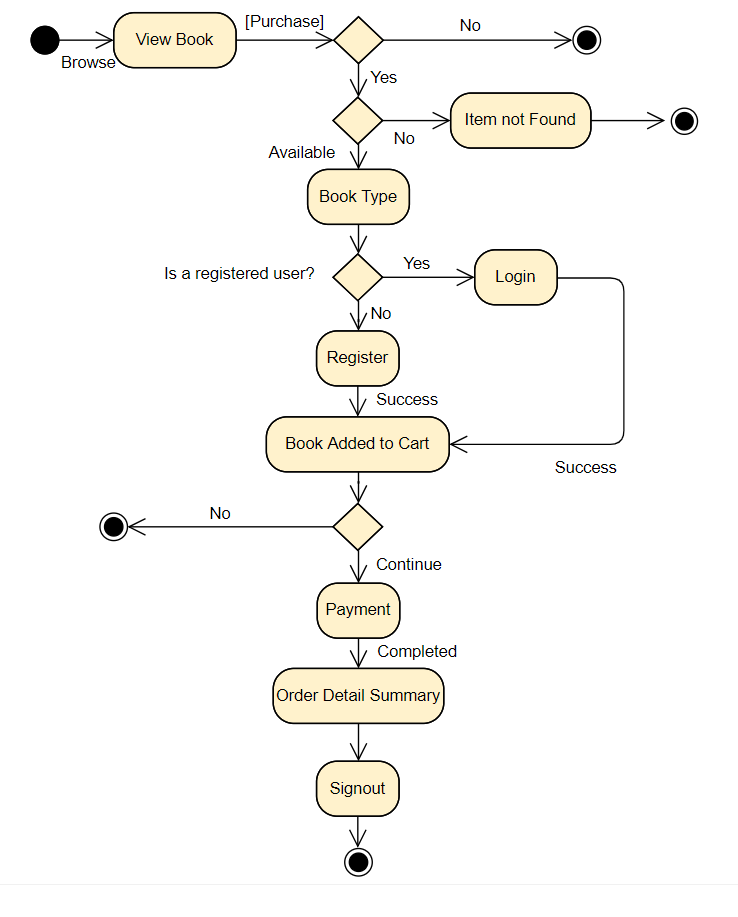 [Purchase]
No
View Book
Browse
Yes
Item not Found
No
Available
Book Type
Is a registered user?
Yes
Login
No
Register
Success
Book Added to Cart
Success
No
Continue
Payment
Completed
Order Detail Summary
Signout